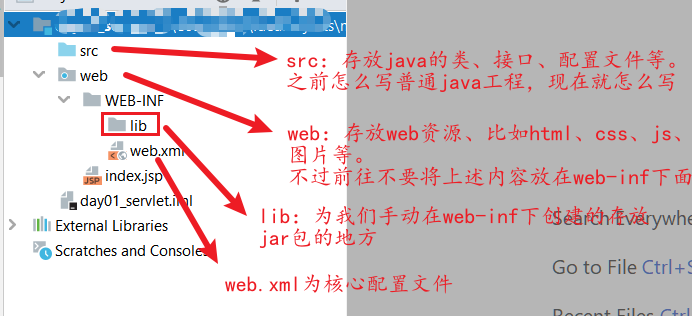 src
web
WEB-INF
lib
web.xml
index.jsp
day01_servlet.iml
External Libraries
Scratches and Consoles
src: 存放java的类、接口、配置文件等。
之前怎么写普通java工程，现在就怎么写
web: 存放web资源、比如html、css、js、
图片等。
不过前往不要将上述内容放在web-inf下面
lib: 为我们手动在web-inf下创建的存放
jar包的地方
web.xml为核心配置文件
Search Everywhere
Go to File Ctrl+S
Recent Files Ctrl